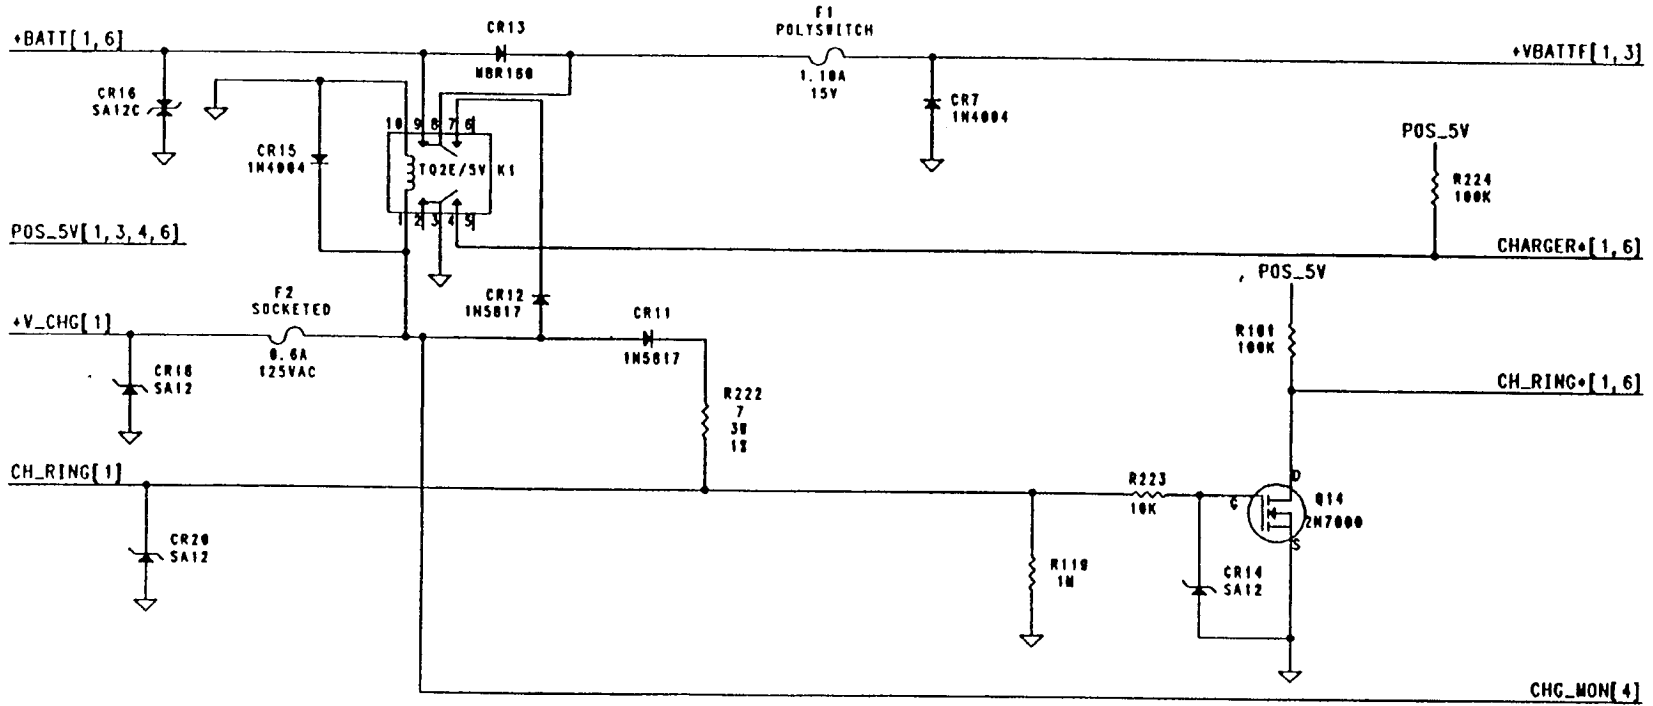 +BATT[1,6]
CR13
MBR160
F1
POLYSWITCH
1.10A
15V
+VBATTF[1,3]
CR16
SA12C
CR7
1N4004
POS_5V
R224
100K
CR15
1N4004
10 9 8 7 6
TQ2E/5V K1
1 2 3 4 5
POS_5V[1,3,4,6]
CHARGER*[1,6]
POS_5V
F2
SOCKETED
0.6A
125VAC
CR12
1N5817
CR11
1N5817
+V_CHG[1]
CR18
SA12
R101
100K
R222
7
3W
1%
CH_RING*[1,6]
CH_RING[1]
CR20
SA12
R223
10K
G
D
S
Q14
2N7000
R119
1M
CR14
SA12
CHG_MON[4]